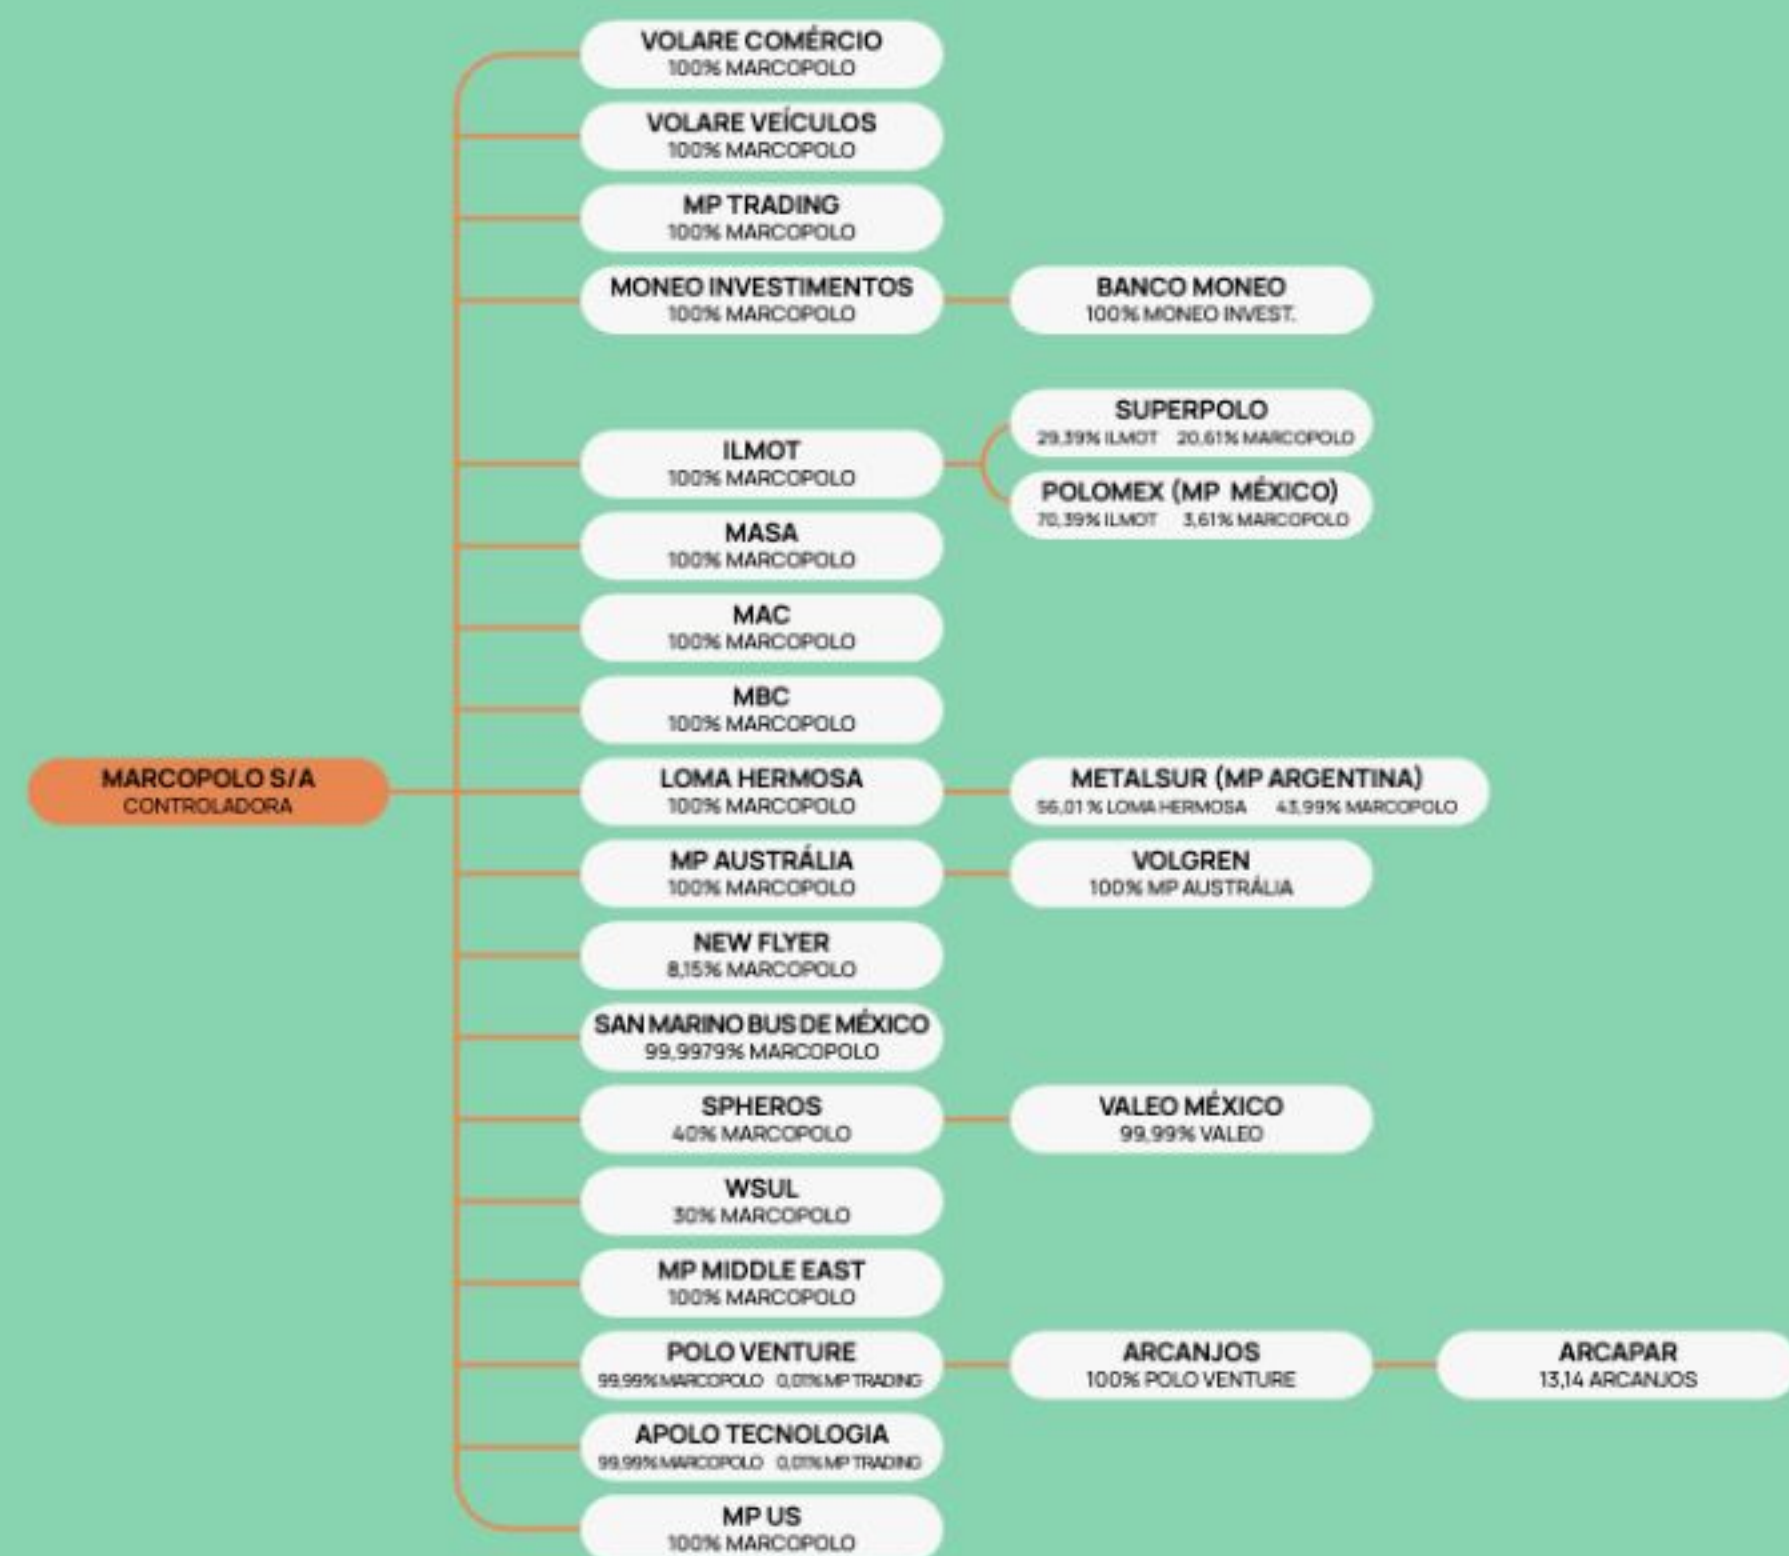 VOLARE COMÉRCIO
100% MARCOPOLO
VOLARE VEÍCULOS
100% MARCOPOLO
MP TRADING
100% MARCOPOLO
MONEO INVESTIMENTOS
100% MARCOPOLO
BANCO MONEO
100% MONEO INVEST.
SUPERPOLO
29,39% ILMOT 20,61% MARCOPOLO
ILMOT
100% MARCOPOLO
POLOMEX (MP MÉXICO)
70,39% ILMOT 3,61% MARCOPOLO
MASA
100% MARCOPOLO
MAC
100% MARCOPOLO
MBC
100% MARCOPOLO
MARCOPOLO S/A
CONTROLADORA
LOMA HERMOSA
100% MARCOPOLO
METALSUR (MP ARGENTINA)
56,01 % LOMA HERMOSA 43,99% MARCOPOLO
MP AUSTRÁLIA
100% MARCOPOLO
VOLGREN
100% MP AUSTRÁLIA
NEW FLYER
8,15% MARCOPOLO
SAN MARINO BUS DE MÉXICO
99,9979% MARCOPOLO
SPHEROS
40% MARCOPOLO
VALEO MÉXICO
99,99% VALEO
WSUL
30% MARCOPOLO
MP MIDDLE EAST
100% MARCOPOLO
POLO VENTURE
99,99% MARCOPOLO 0,01% MP TRADING
ARCANJOS
100% POLO VENTURE
ARCAPAR
13,14 ARCANJOS
APOLO TECNOLOGIA
99,99% MARCOPOLO 0,01% MP TRADING
MP US
100% MARCOPOLO